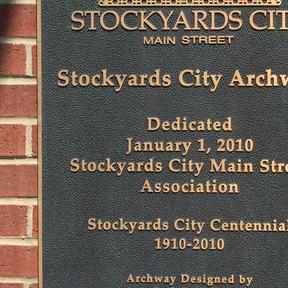 STOCKYARDS CIT
MAIN STREET
Stockyards City Archw
Dedicated
January 1, 2010
Stockyards City Main Stre
Association
Stockyards City Centennial
1910-2010
Archway Designed by